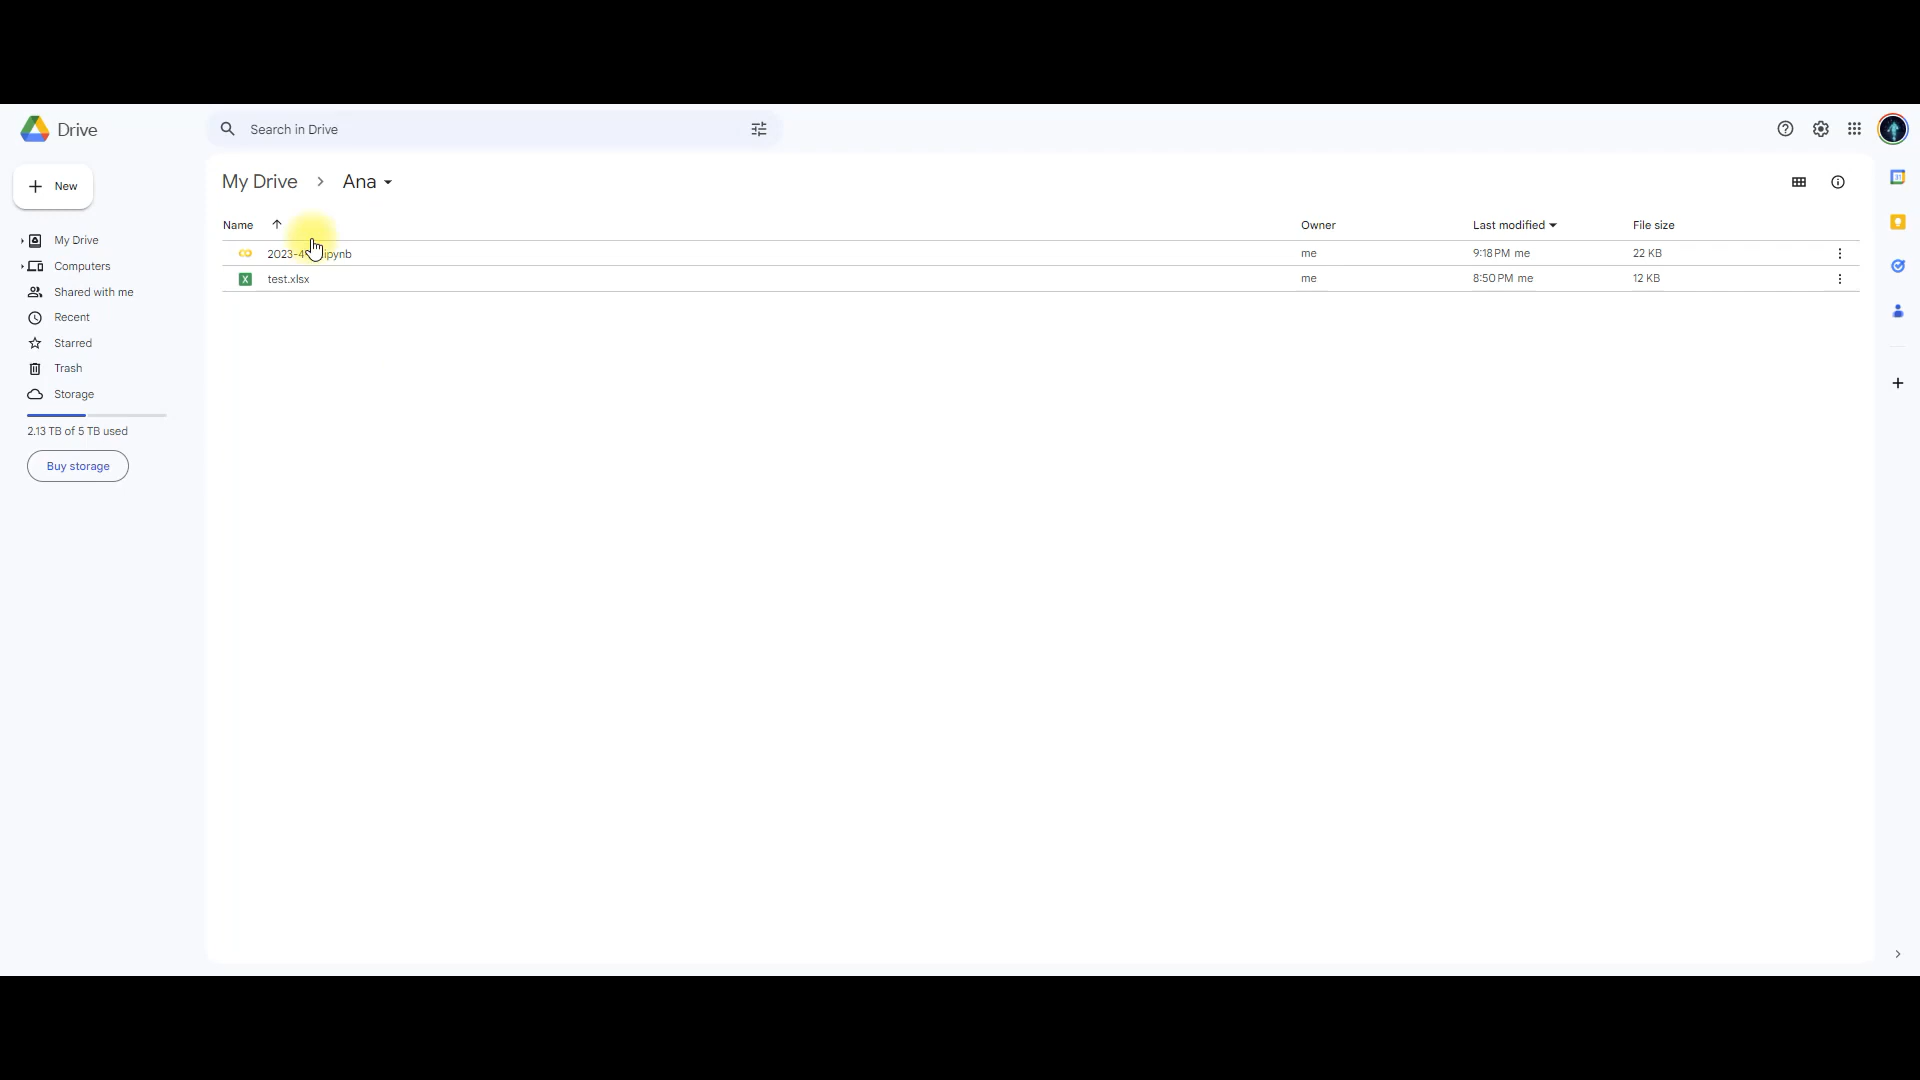 Drive
Search in Drive
New
My Drive
Computers
Shared with me
Recent
Starred
Trash
Storage
2.13 TB of 5 TB used
Buy storage
My Drive > Ana
Name Owner Last modified File size
me 9:18 PM me 22 KB
test.xlsx me 8:50 PM me 12 KB
31